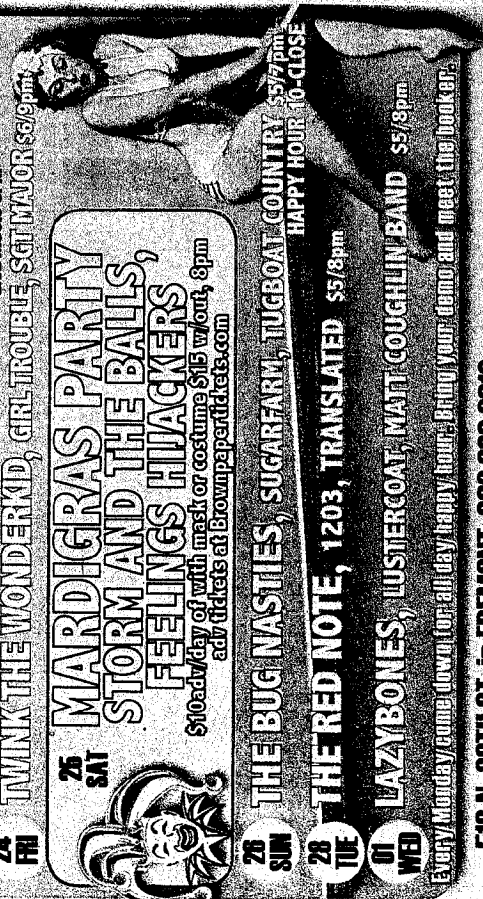 24 FRI TWINK THE WONDERKID, GIRL TROUBLE, SGT MAJOR $6/9pm
25 SAT
MARDIGRAS PARTY
STORM AND THE BALLS,
FEELINGS HIJACKERS
$10adv/day of with mask or costume $15 w/out, 8pm
adv tickets at Brownpapertickets.com
26 SUN THE BUG NASTIES, SUGARFARM, TUGBOAT COUNTRY $5/7pm
HAPPY HOUR 10-CLOSE
28 TUE THE RED NOTE, 1203, TRANSLATED $5/8pm
01 WED LAZYBONES, LUSTERCOAT, MATT COUGHLIN BAND $5/8pm
Every Monday come down for all day happy hour. Bring your demo and meet the booker.
in FREMONT